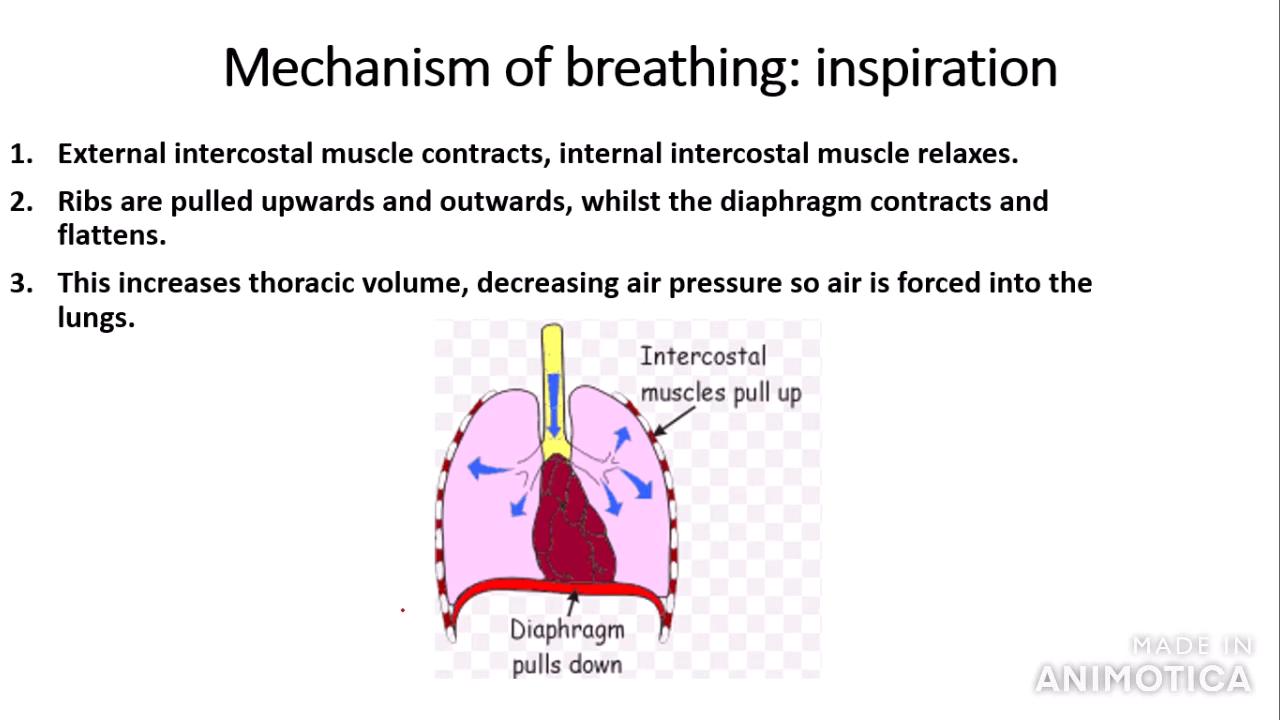 Mechanism of breathing: inspiration
1. External intercostal muscle contracts, internal intercostal muscle relaxes.
2. Ribs are pulled upwards and outwards, whilst the diaphragm contracts and
flattens.
3. This increases thoracic volume, decreasing air pressure so air is forced into the
lungs.
Intercostal
muscles pull up
Diaphragm
pulls down
MADE IN
ANIMOTICA